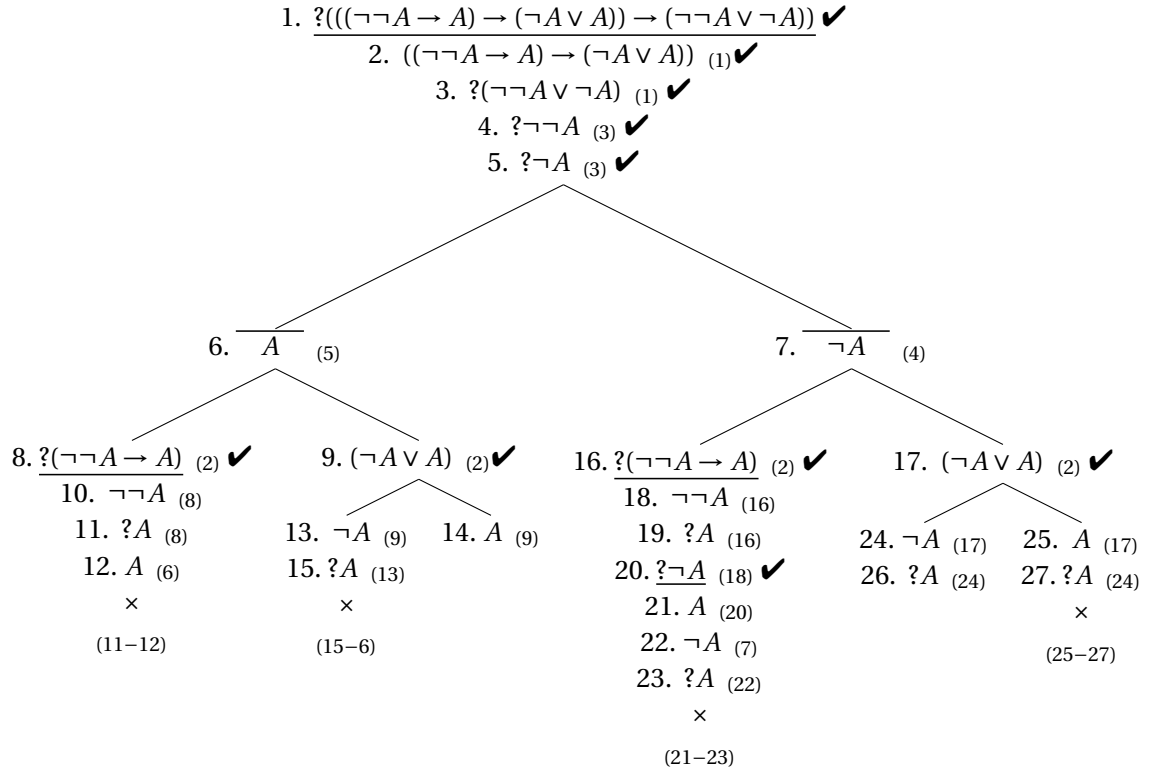 1. ?(((¬¬A → A) → (¬A ∨ A)) → (¬¬A ∨ ¬A)) ✔
2. ((¬¬A → A) → (¬A ∨ A)) (1) ✔
3. ?(¬¬A ∨ ¬A) (1) ✔
4. ?¬¬A (3) ✔
5. ?¬A (3) ✔
6. A (5)
7. ¬A (4)
8. ?(¬¬A → A) (2) ✔
10. ¬¬A (8)
11. ?A (8)
12. A (6)
×
(11−12)
9. (¬A ∨ A) (2) ✔
13. ¬A (9)
15. ?A (13)
×
(15−6)
14. A (9)
16. ?(¬¬A → A) (2) ✔
18. ¬¬A (16)
19. ?A (16)
20. ?¬A (18) ✔
21. A (20)
22. ¬A (7)
23. ?A (22)
×
(21−23)
17. (¬A ∨ A) (2) ✔
24. ¬A (17)
26. ?A (24)
25. A (17)
27. ?A (24)
×
(25−27)